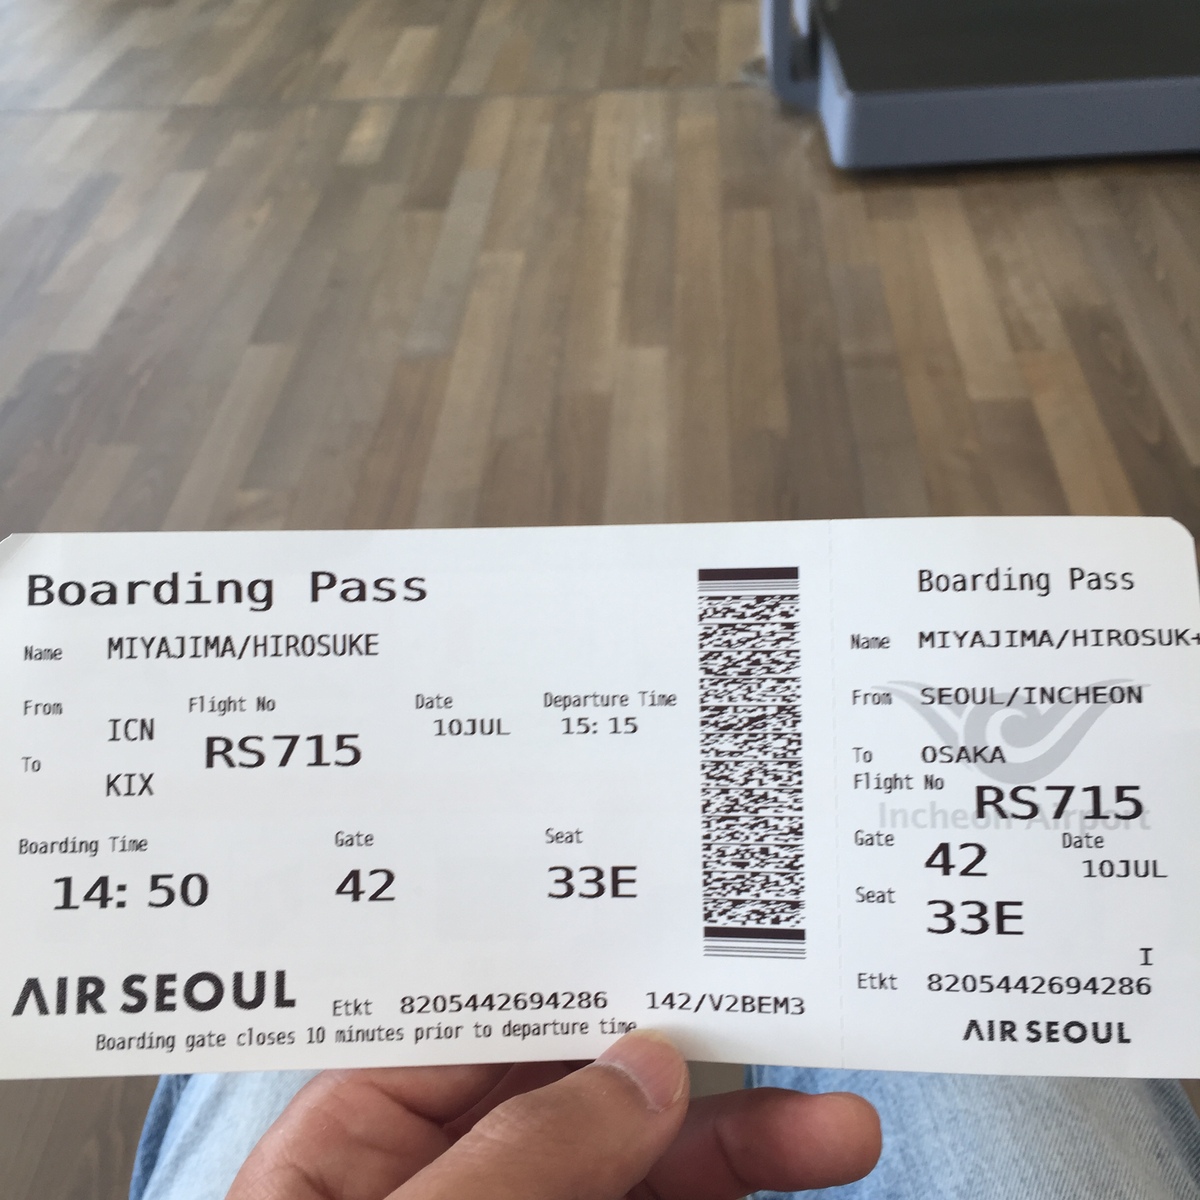 Boarding Pass
Name MIYAJIMA/HIROSUKE
From Flight No Date Departure Time
ICN RS715 10JUL 15: 15
To
KIX
Boarding Time Gate Seat
14: 50 42 33E
AIR SEOUL Etkt 8205442694286 142/V2BEM3
Boarding gate closes 10 minutes prior to departure time
Boarding Pass
Name MIYAJIMA/HIROSUK+
From SEOUL/INCHEON
To OSAKA
Flight No RS715
Incheon Airport
Gate 42 Date 10JUL
Seat 33E
I
Etkt 8205442694286
AIR SEOUL